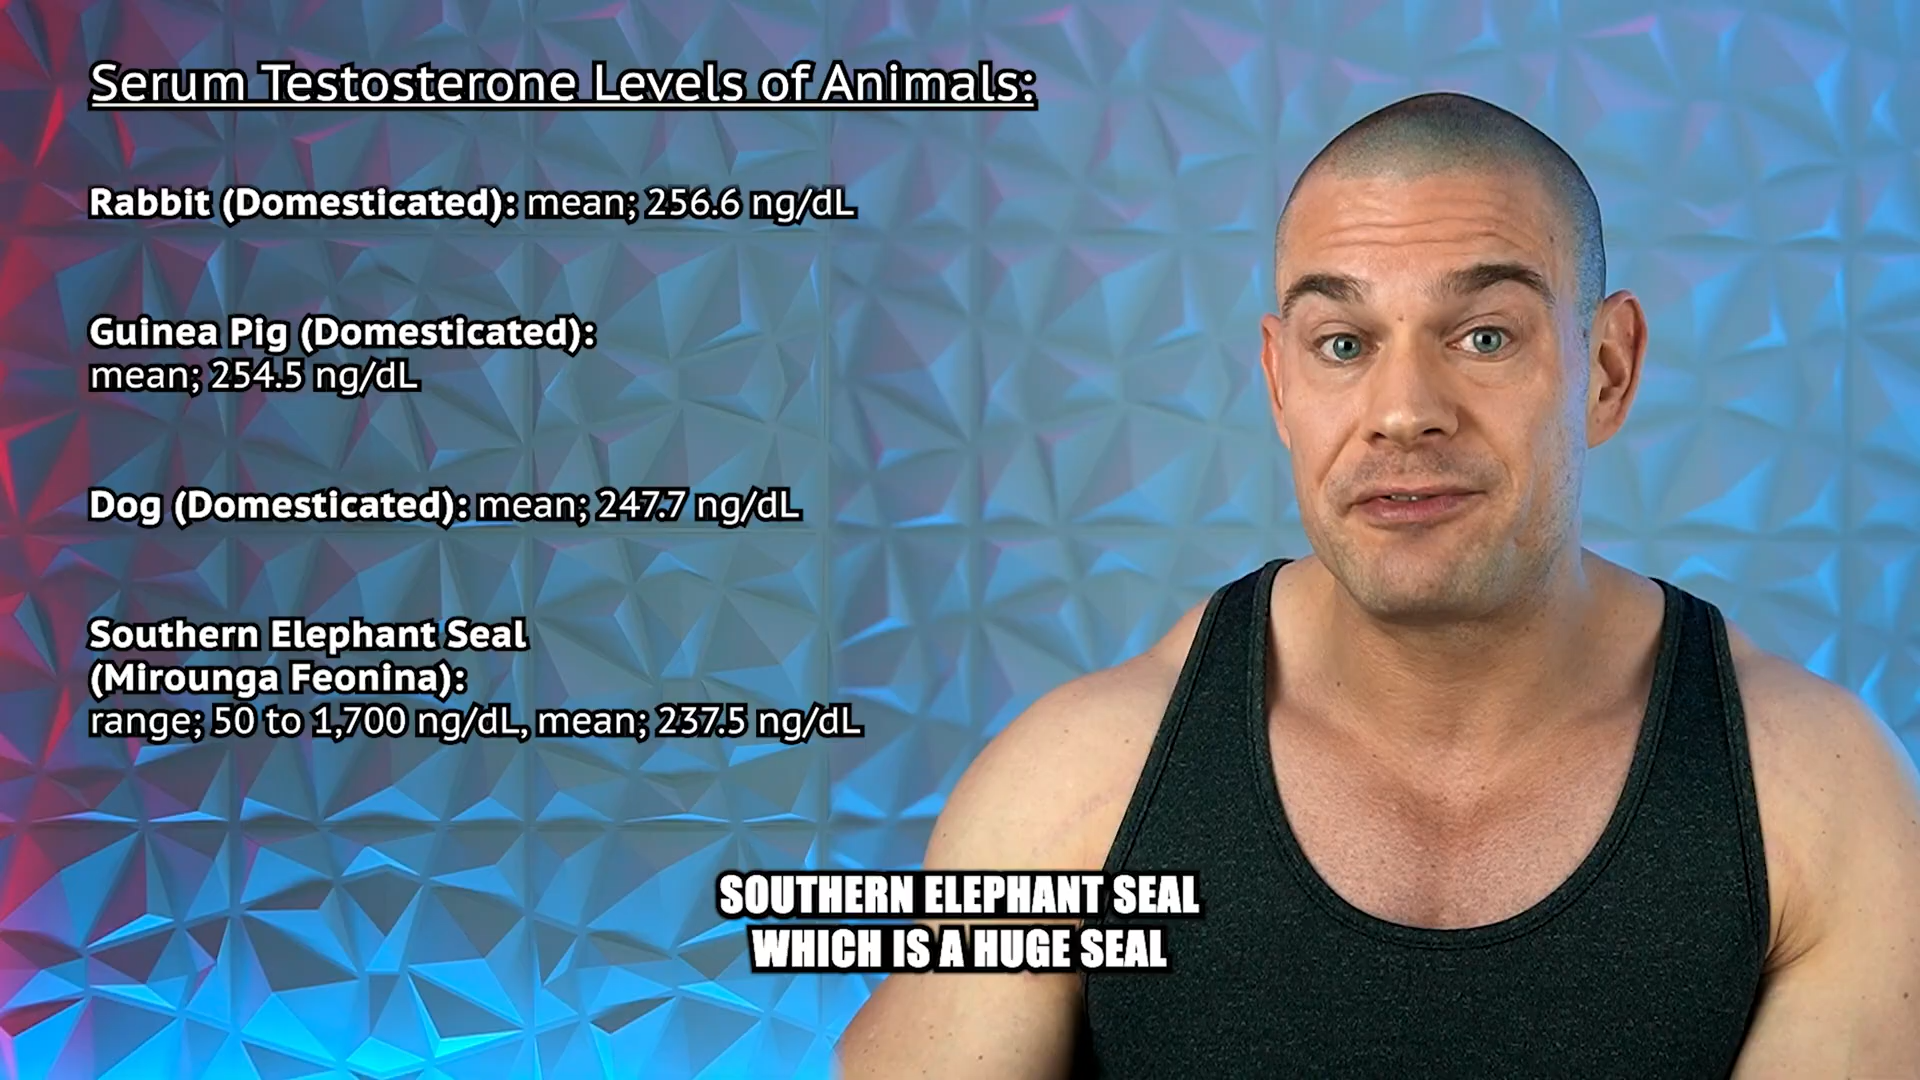 Serum Testosterone Levels of Animals:
Rabbit (Domesticated): mean; 256.6 ng/dL
Guinea Pig (Domesticated):
mean; 254.5 ng/dL
Dog (Domesticated): mean; 247.7 ng/dL
Southern Elephant Seal
(Mirounga Feonina):
range; 50 to 1,700 ng/dL, mean; 237.5 ng/dL
SOUTHERN ELEPHANT SEAL
WHICH IS A HUGE SEAL